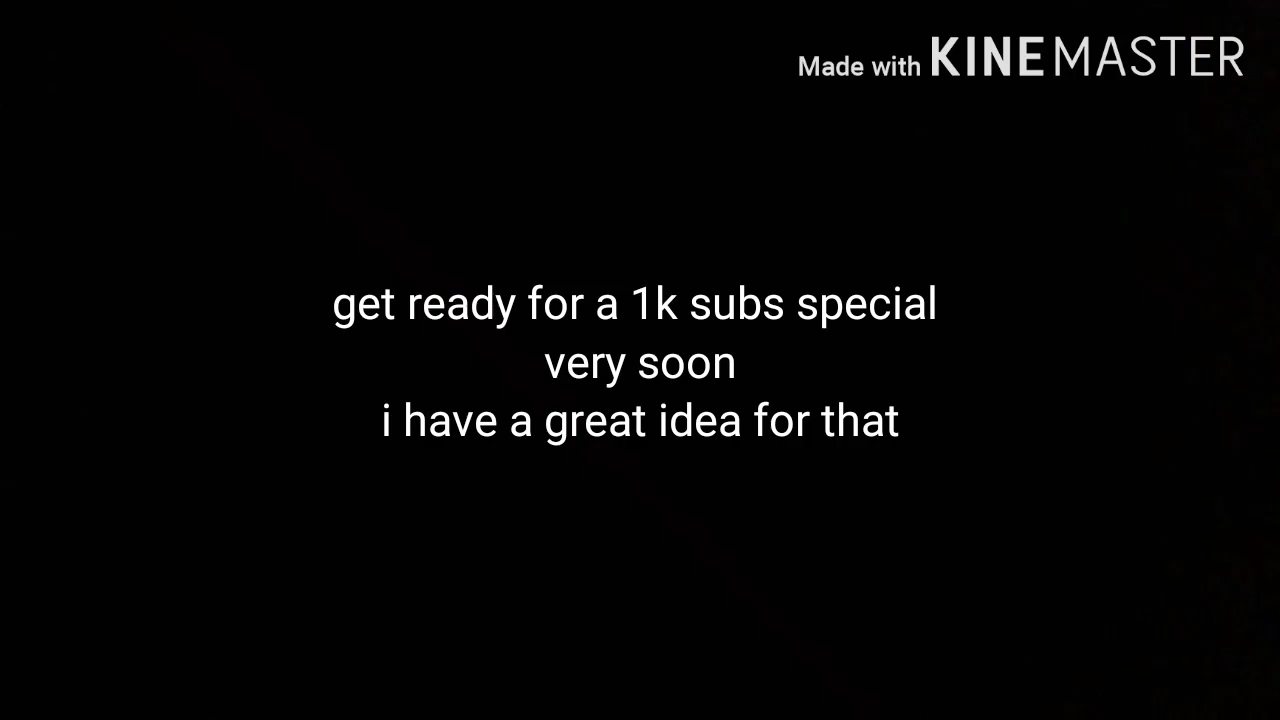 Made with KINEMASTER
get ready for a 1k subs special
very soon
i have a great idea for that